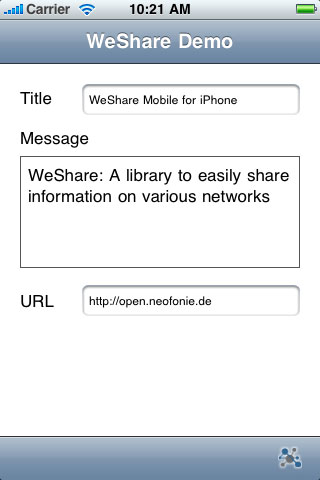 Carrier 10:21 AM
WeShare Demo
Title WeShare Mobile for iPhone
Message
WeShare: A library to easily share
information on various networks
URL http://open.neofonie.de